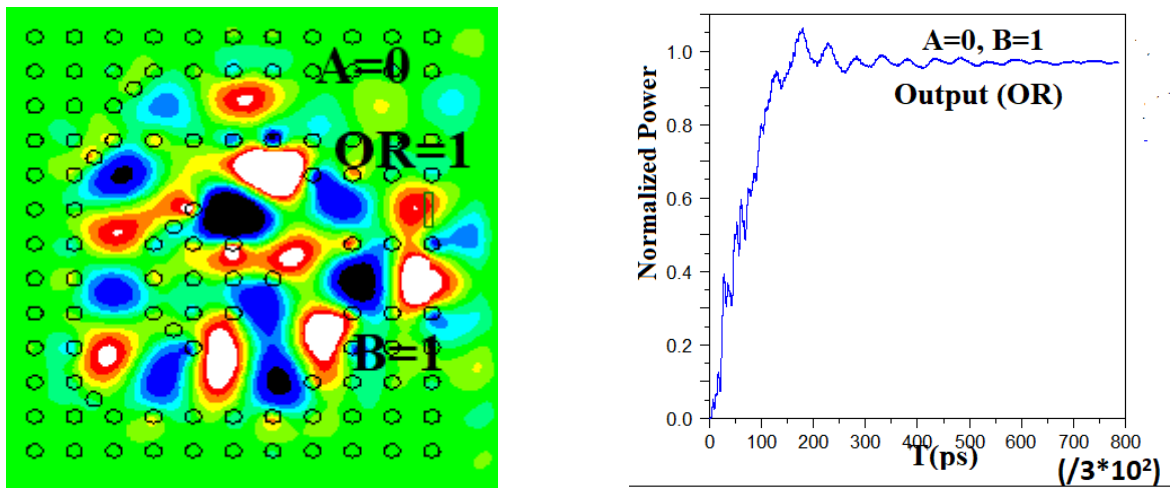 A=0
OR=1
B=1
Normalized Power
1.0
0.8
0.6
0.4
0.2
0.0
A=0, B=1
Output (OR)
0 100 200 300 400 500 600 700 800
T(ps)
(/3*10²)